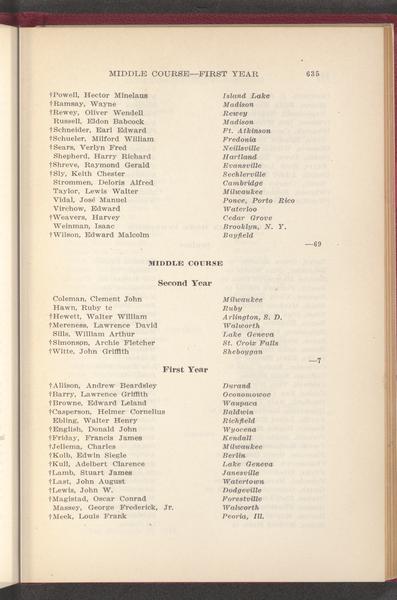 MIDDLE COURSE—FIRST YEAR 635
†Powell, Hector Minelaus Island Lake
†Ramsay, Wayne Madison
†Rewey, Oliver Wendell Rewey
Russell, Eldon Babcock Madison
†Schneider, Earl Edward Ft. Atkinson
†Schueler, Milford William Fredonia
†Sears, Verlyn Fred Neillsville
Shepherd, Harry Richard Hartland
†Shreve, Raymond Gerald Evansville
†Sly, Keith Chester Sechlerville
Strommen, Deloris Alfred Cambridge
Taylor, Lewis Walter Milwaukee
Vidal, José Manuel Ponce, Porto Rico
Virchow, Edward Waterloo
†Weavers, Harvey Cedar Grove
Weinman, Isaac Brooklyn, N. Y.
†Wilson, Edward Malcolm Bayfield
—69
MIDDLE COURSE
Second Year
Coleman, Clement John Milwaukee
Hawn, Ruby te Ruby
†Hewett, Walter William Arlington, S. D.
†Mereness, Lawrence David Walworth
Sills, William Arthur Lake Geneva
†Simonson, Archie Fletcher St. Croix Falls
†Witte, John Griffith Sheboygan
—7
First Year
†Allison, Andrew Beardsley Durand
†Barry, Lawrence Griffith Oconomowoc
†Browne, Edward Leland Waupaca
†Casperson, Helmer Cornelius Baldwin
Ebling, Walter Henry Richfield
†English, Donald John Wyocena
†Friday, Francis James Kendall
†Jellema, Charles Milwaukee
†Kolb, Edwin Siegle Berlin
†Kull, Adelbert Clarence Lake Geneva
†Lamb, Stuart James Janesville
†Last, John August Watertown
†Lewis, John W. Dodgeville
†Magistad, Oscar Conrad Forestville
Massey, George Frederick, Jr. Walworth
†Meek, Louis Frank Peoria, Ill.